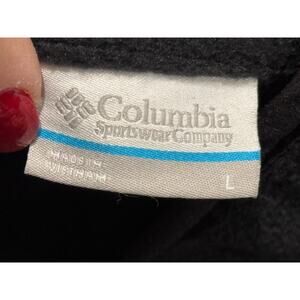 Columbia
Sportswear Company
MADE IN
VIETNAM
L